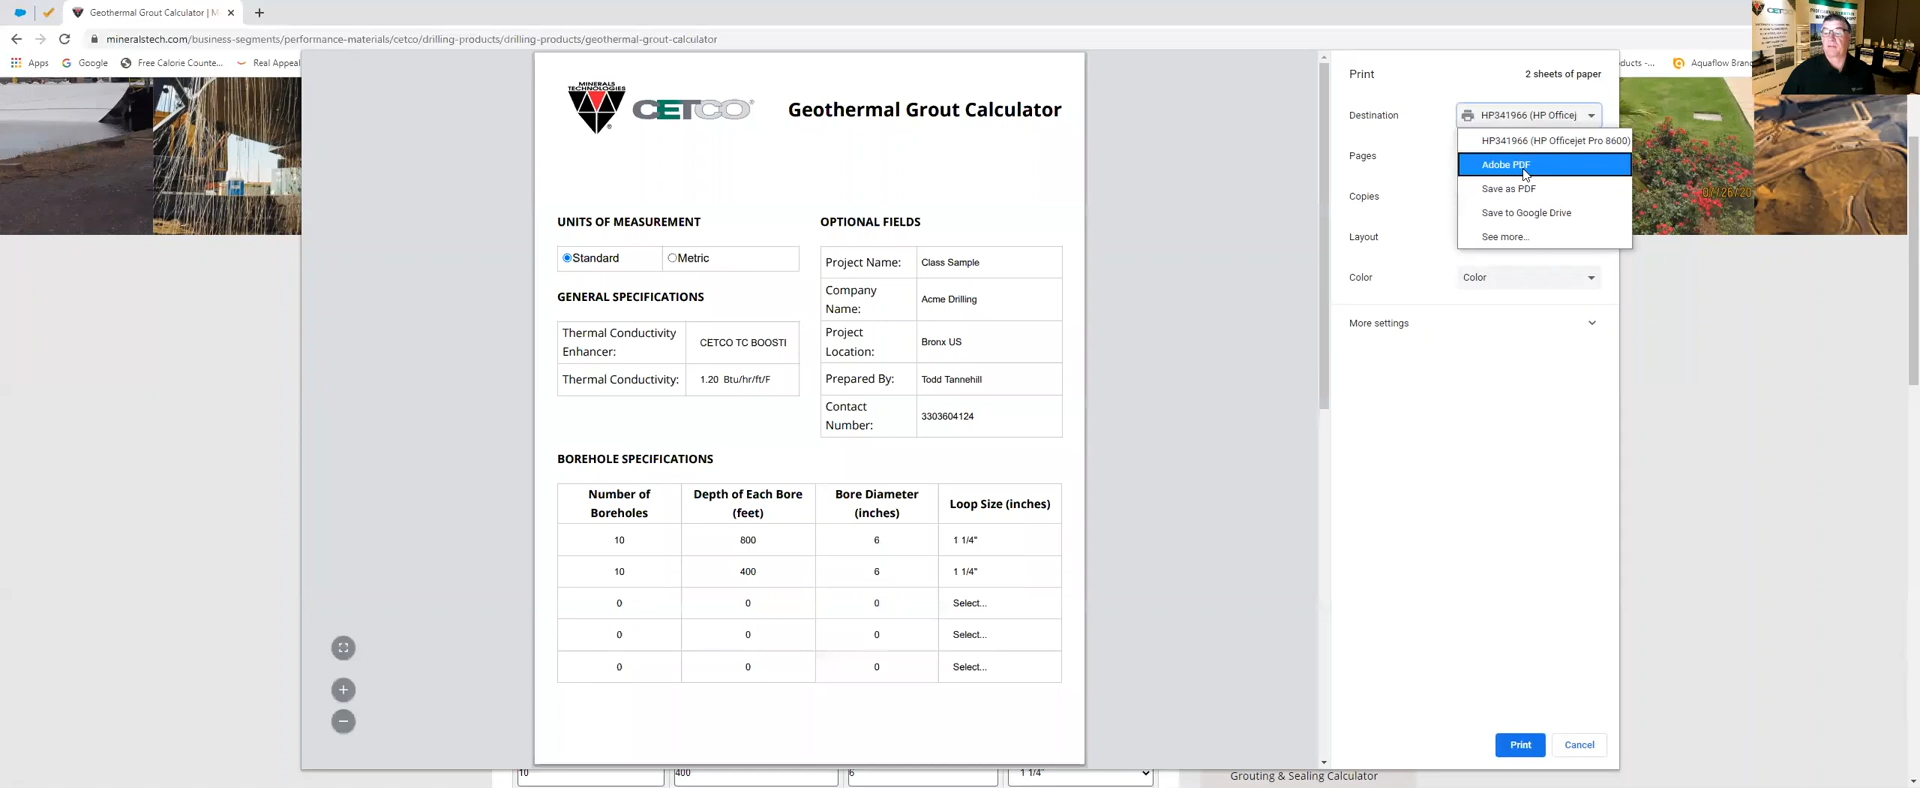 Geothermal Grout Calculator | M
mineralstech.com/business-segments/performance-materials/cetco/drilling-products/drilling-products/geothermal-grout-calculator
Apps
Google
Free Calorie Counte...
Real Appeal
oducts -...
Aquaflow Bran
CETCO
MINERALS
TECHNOLOGIES
CETCO®
Geothermal Grout Calculator
UNITS OF MEASUREMENT
Standard
Metric
GENERAL SPECIFICATIONS
Thermal Conductivity
Enhancer:
CETCO TC BOOSTI
Thermal Conductivity:
1.20 Btu/hr/ft/F
OPTIONAL FIELDS
Project Name:
Class Sample
Company
Name:
Acme Drilling
Project
Location:
Bronx US
Prepared By:
Todd Tannehill
Contact
Number:
3303604124
BOREHOLE SPECIFICATIONS
Number of
Boreholes
Depth of Each Bore
(feet)
Bore Diameter
(inches)
Loop Size (inches)
10 800 6 1 1/4"
10 400 6 1 1/4"
0 0 0 Select...
0 0 0 Select...
0 0 0 Select...
Print
2 sheets of paper
Destination
HP341966 (HP Officej
HP341966 (HP Officejet Pro 8600)
Adobe PDF
Save as PDF
Save to Google Drive
See more...
Pages
Copies
Layout
Color
Color
More settings
Print
Cancel
07/26/20
10 400 6 1 1/4"
Grouting & Sealing Calculator